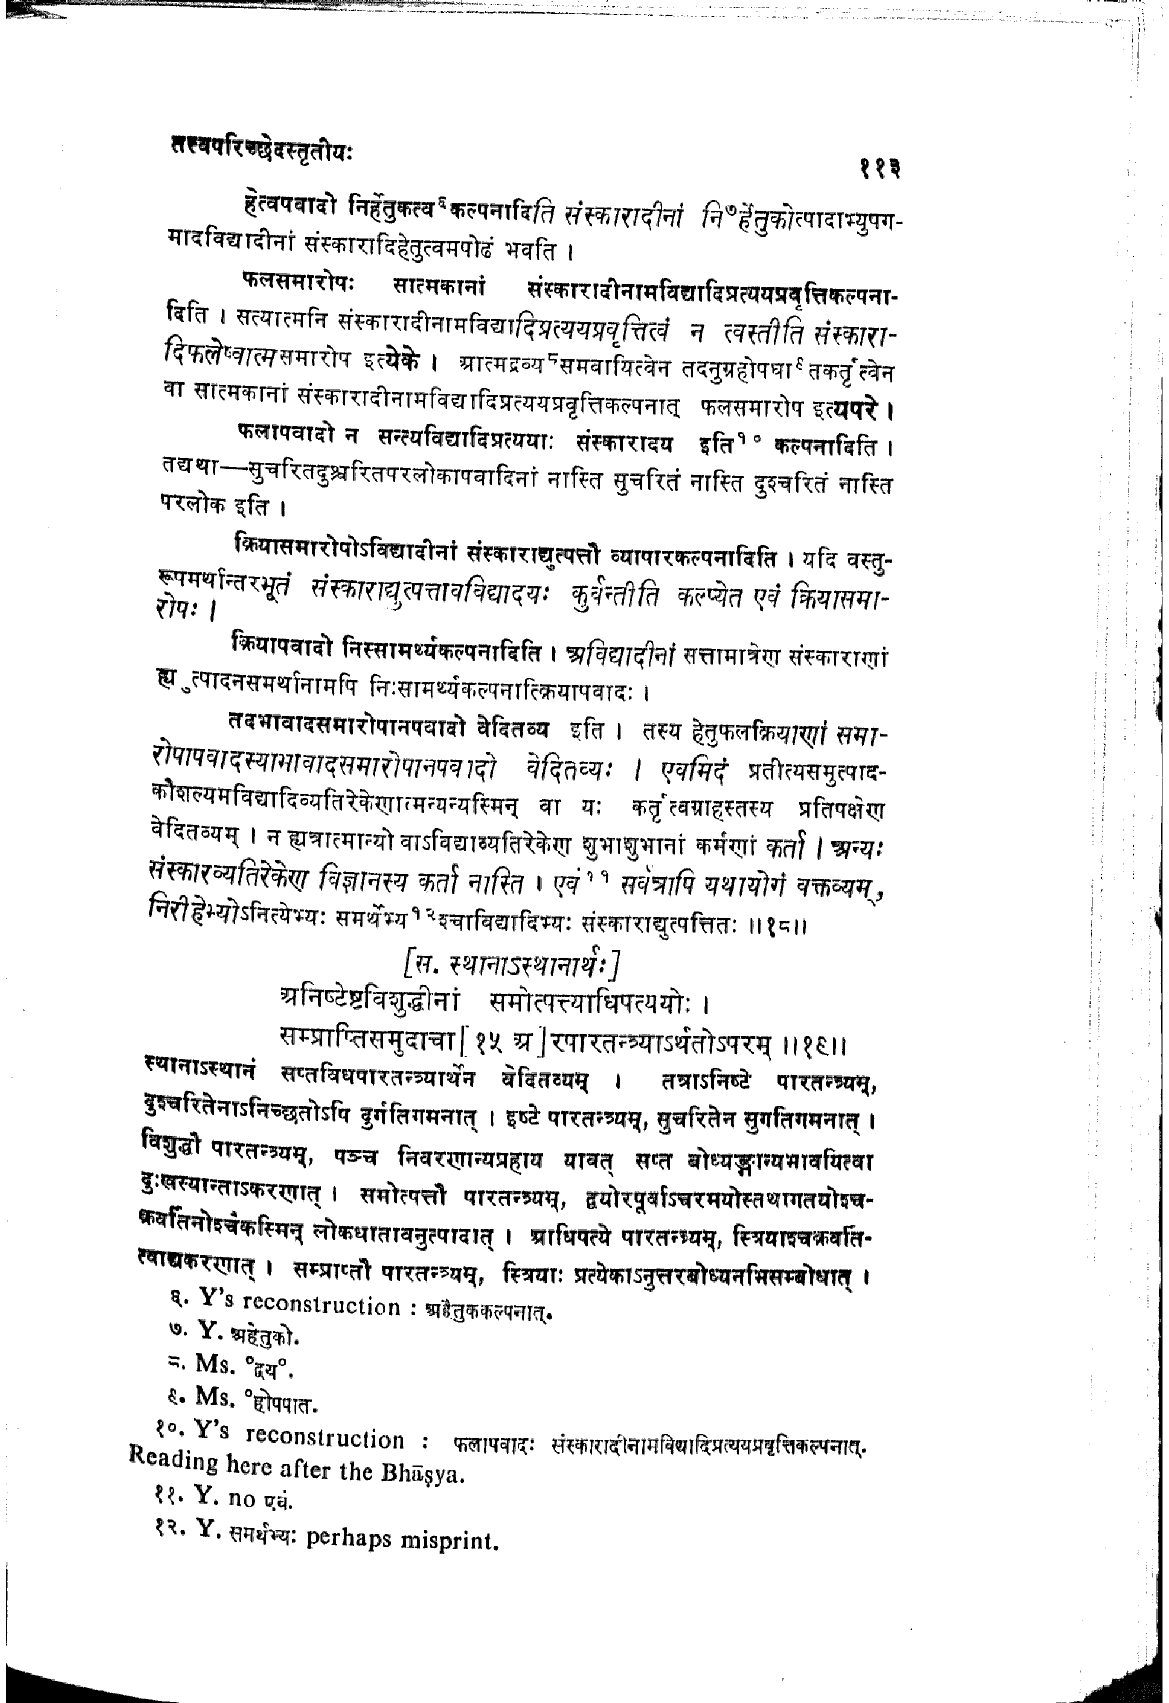 तत्त्वपरिच्छेदस्तृतीयः
११३
हेत्वपवादो निर्हेतुकत्व६कल्पनादिति संस्कारादीनां नि७र्हेतुकोत्पादाभ्युपग-
मादविद्यादीनां संस्कारादिहेतुत्वमपोढं भवति ।
फलसमारोपः सात्मकानां संस्कारादीनामविद्यादिप्रत्ययप्रवृत्तिकल्पना-
दिति । सत्यात्मनि संस्कारादीनामविद्यादिप्रत्ययप्रवृत्तित्वं न त्वस्तीति संस्कारा-
दिफलेष्वात्मसमारोप इत्येके । आत्मद्रव्य८समवायित्वेन तदनुग्रहोपघा९तकर्तृत्वेन
वा सात्मकानां संस्कारादीनामविद्यादिप्रत्ययप्रवृत्तिकल्पनात् फलसमारोप इत्यपरे ।
फलापवादो न सन्त्यविद्यादिप्रत्ययाः संस्कारादय इति१० कल्पनादिति ।
तद्यथा—सुचरितदुश्चरितपरलोकापवादिनां नास्ति सुचरितं नास्ति दुश्चरितं नास्ति
परलोक इति ।
क्रियासमारोपोऽविद्यादीनां संस्काराद्युत्पत्तौ व्यापारकल्पनादिति । यदि वस्तु-
रूपमर्थान्तरभूतं संस्काराद्युत्पत्तावविद्यादयः कुर्वन्तीति कल्प्येत एवं क्रियासमा-
रोपः ।
क्रियापवादो निस्सामर्थ्यकल्पनादिति । अविद्यादीनां सत्तामात्रेण संस्काराणां
ह्युत्पादनसमर्थानामपि निःसामर्थ्यकल्पनात्क्रियापवादः ।
तदभावादसमारोपानपवादो वेदितव्य इति । तस्य हेतुफलक्रियाणां समा-
रोपापवादस्याभावादसमारोपानपवादो वेदितव्यः । एवमिदं प्रतीत्यसमुत्पाद-
कौशल्यमविद्यादिव्यतिरेकेणात्मन्यन्यस्मिन् वा यः कर्तृत्वग्राहस्तस्य प्रतिपक्षेण
वेदितव्यम् । न ह्यत्रात्मान्यो वाऽविद्याव्यतिरेकेण शुभाशुभानां कर्मणां कर्ता । अन्यः
संस्कारव्यतिरेकेण विज्ञानस्य कर्ता नास्ति । एवं११ सर्वत्रापि यथायोगं वक्तव्यम्,
निरीहेभ्योऽनित्येभ्यः समर्थेभ्य१२श्चाविद्यादिभ्यः संस्काराद्युत्पत्तितः ॥१८॥
[स. स्थानाऽस्थानार्थः]
अनिष्टेष्टविशुद्धीनां समोत्पत्त्याधिपत्ययोः ।
सम्प्राप्तिसमुदाचा[१५ अ]रपारतन्त्र्याऽर्थतोऽपरम् ॥१९॥
स्थानाऽस्थानं सप्तविधपारतन्त्र्यार्थेन वेदितव्यम् । तत्राऽनिष्टे पारतन्त्र्यम्,
दुश्चरितेनाऽनिच्छतोऽपि दुर्गतिगमनात् । इष्टे पारतन्त्र्यम्, सुचरितेन सुगतिगमनात् ।
विशुद्धौ पारतन्त्र्यम्, पञ्च निवरणान्यप्रहाय यावत् सप्त बोध्यङ्गान्यभावयित्वा
दुःखस्यान्ताऽकरणात् । समोत्पत्तौ पारतन्त्र्यम्, द्वयोरपूर्वाऽचरमयोस्तथागतयोश्च-
क्रवर्तिनोश्चैकस्मिन् लोकधातावनुत्पादात् । आधिपत्ये पारतन्त्र्यम्, स्त्रियाश्चक्रवर्ति-
त्वाद्यकरणात् । सम्प्राप्तौ पारतन्त्र्यम्, स्त्रियाः प्रत्येकाऽनुत्तरबोध्यनभिसम्बोधात् ।
६. Y's reconstruction : अहैतुककल्पनात्.
७. Y. अहेतुको.
८. Ms. °द्वय°.
९. Ms. °होपपात.
१०. Y's reconstruction : फलापवादः संस्कारादीनामविद्यादिप्रत्ययप्रवृत्तिकल्पनात्.
Reading here after the Bhāṣya.
११. Y. no एवं.
१२. Y. समर्थभ्यः perhaps misprint.